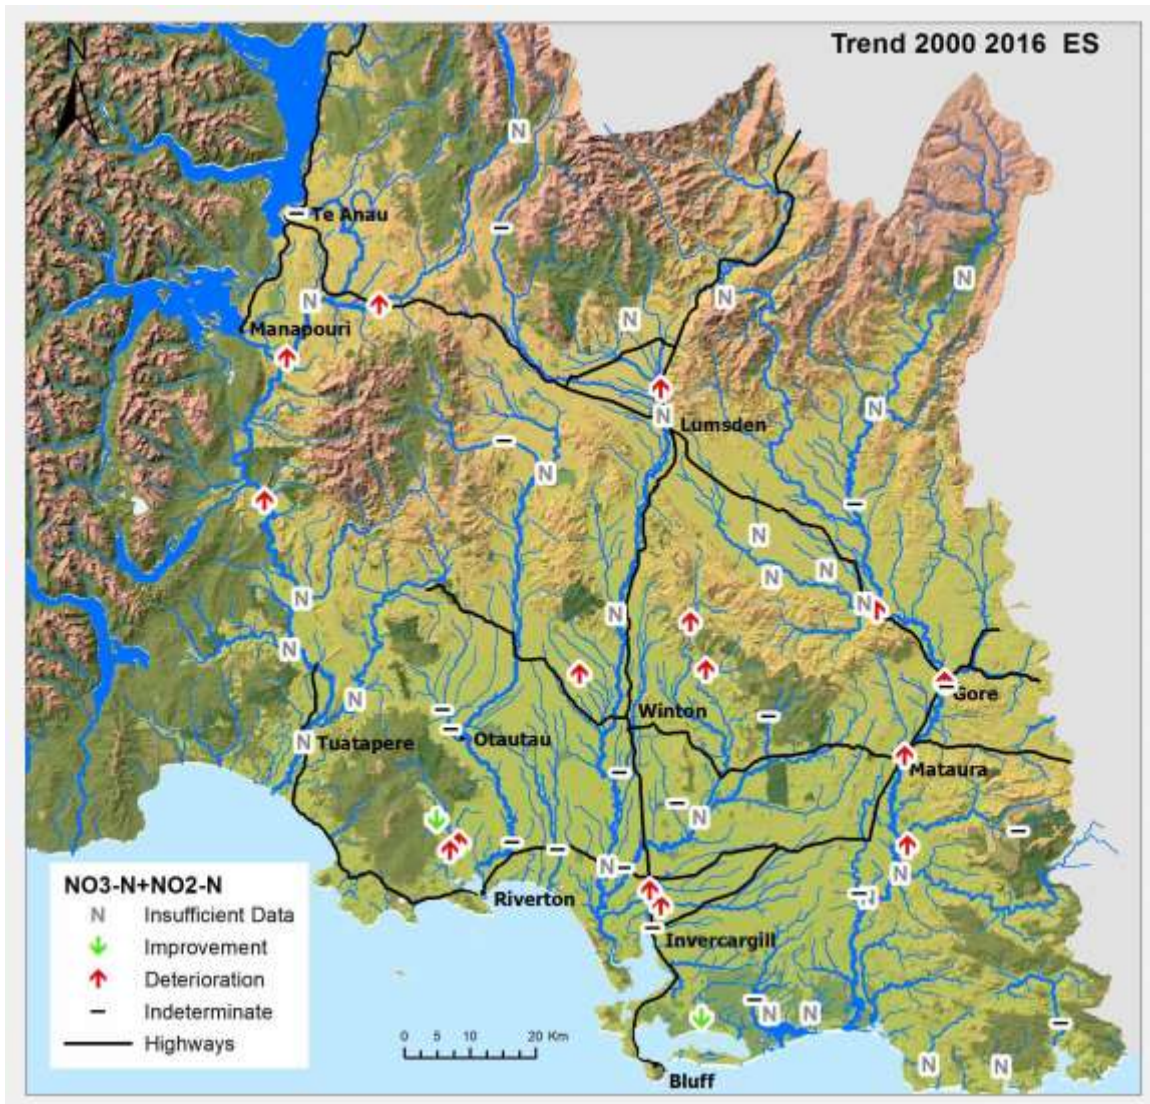 Trend 2000 2016 ES
N
N
Te Anau
N
N
N
N
Manapouri
N
N
Lumsden
N
N
N
N
N
N
N
N
N
N
Gore
Winton
N
Tuatapere
Otautau
Mataura
N
N
N
NO3-N+NO2-N
N Insufficient Data
Improvement
Deterioration
Indeterminate
Highways
Riverton
Invercargill
N
N
0 5 10 20 Km
N
N
Bluff